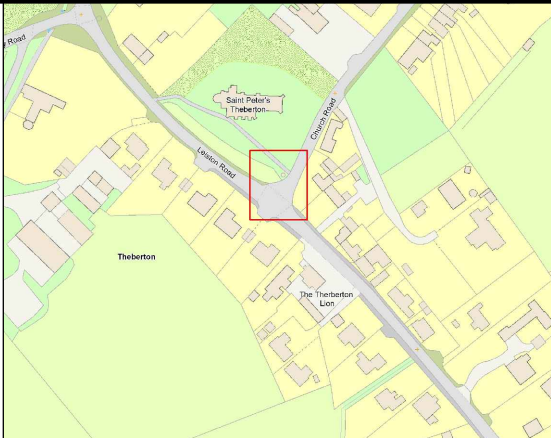 Road
Saint Peter's
Theberton
Church Road
Leiston Road
Theberton
The Therberton
Lion